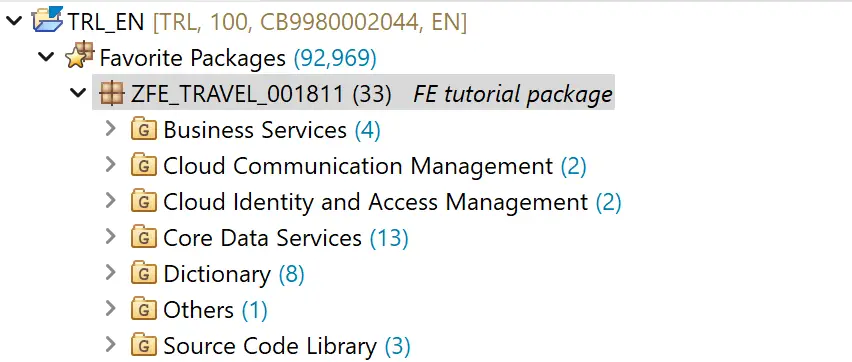 TRL_EN [TRL, 100, CB9980002044, EN]
Favorite Packages (92,969)
ZFE_TRAVEL_001811 (33) FE tutorial package
G Business Services (4)
G Cloud Communication Management (2)
G Cloud Identity and Access Management (2)
G Core Data Services (13)
G Dictionary (8)
G Others (1)
G Source Code Library (3)